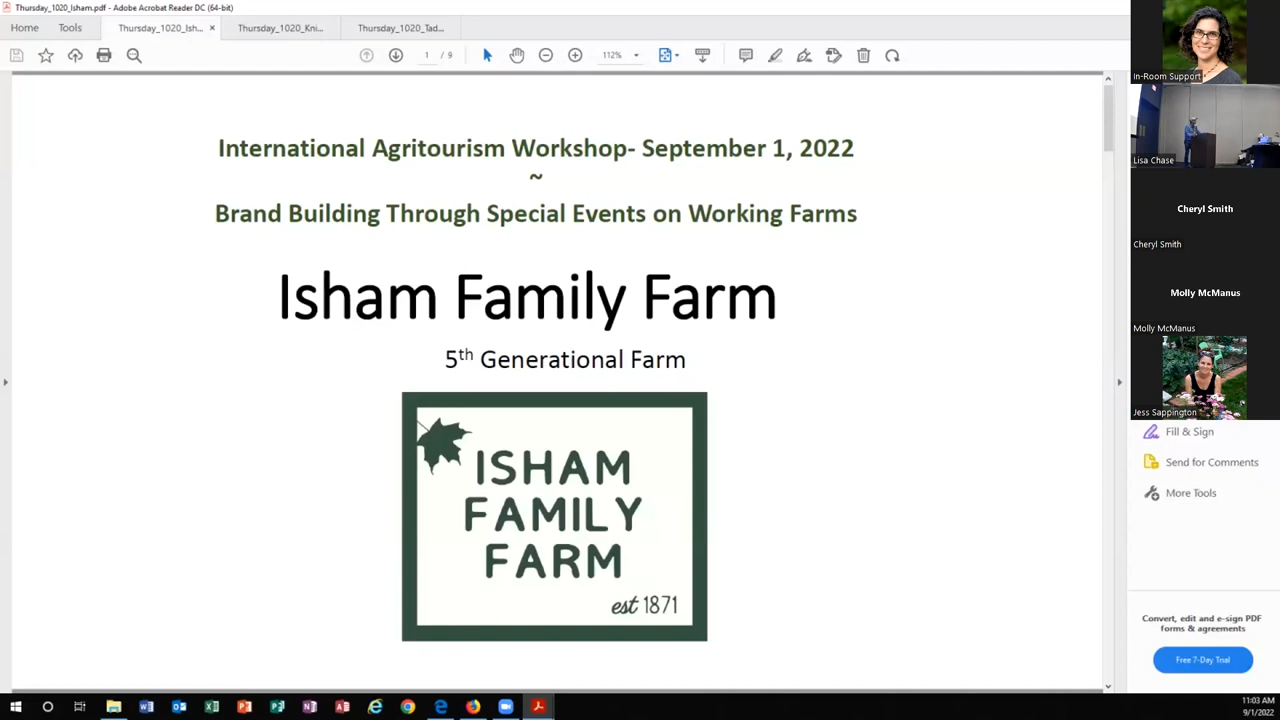 Thursday_1020_Isham.pdf - Adobe Acrobat Reader DC (64-bit)
Home
Tools
Thursday_1020_Ish...
×
Thursday_1020_Kni...
Thursday_1020_Tad...
1 / 9
112%
International Agritourism Workshop- September 1, 2022
~
Brand Building Through Special Events on Working Farms
Isham Family Farm
5th Generational Farm
ISHAM
FAMILY
FARM
est 1871
In-Room Support
Lisa Chase
Cheryl Smith
Cheryl Smith
Molly McManus
Molly McManus
Jess Sappington
Fill & Sign
Send for Comments
More Tools
Convert, edit and e-sign PDF
forms & agreements
Free 7-Day Trial
11:03 AM
9/1/2022